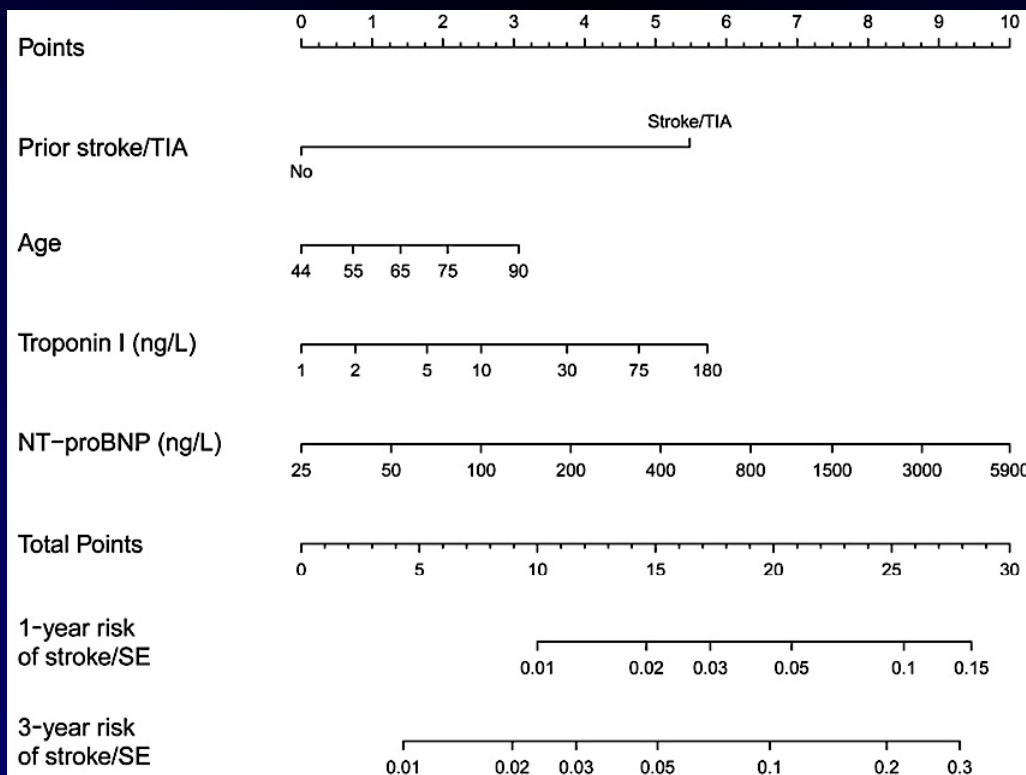 0 1 2 3 4 5 6 7 8 9 10
Points
Stroke/TIA
Prior stroke/TIA
No
Age
44 55 65 75 90
Troponin I (ng/L)
1 2 5 10 30 75 180
NT−proBNP (ng/L)
25 50 100 200 400 800 1500 3000 5900
Total Points
0 5 10 15 20 25 30
1−year risk
of stroke/SE
0.01 0.02 0.03 0.05 0.1 0.15
3−year risk
of stroke/SE
0.01 0.02 0.03 0.05 0.1 0.2 0.3